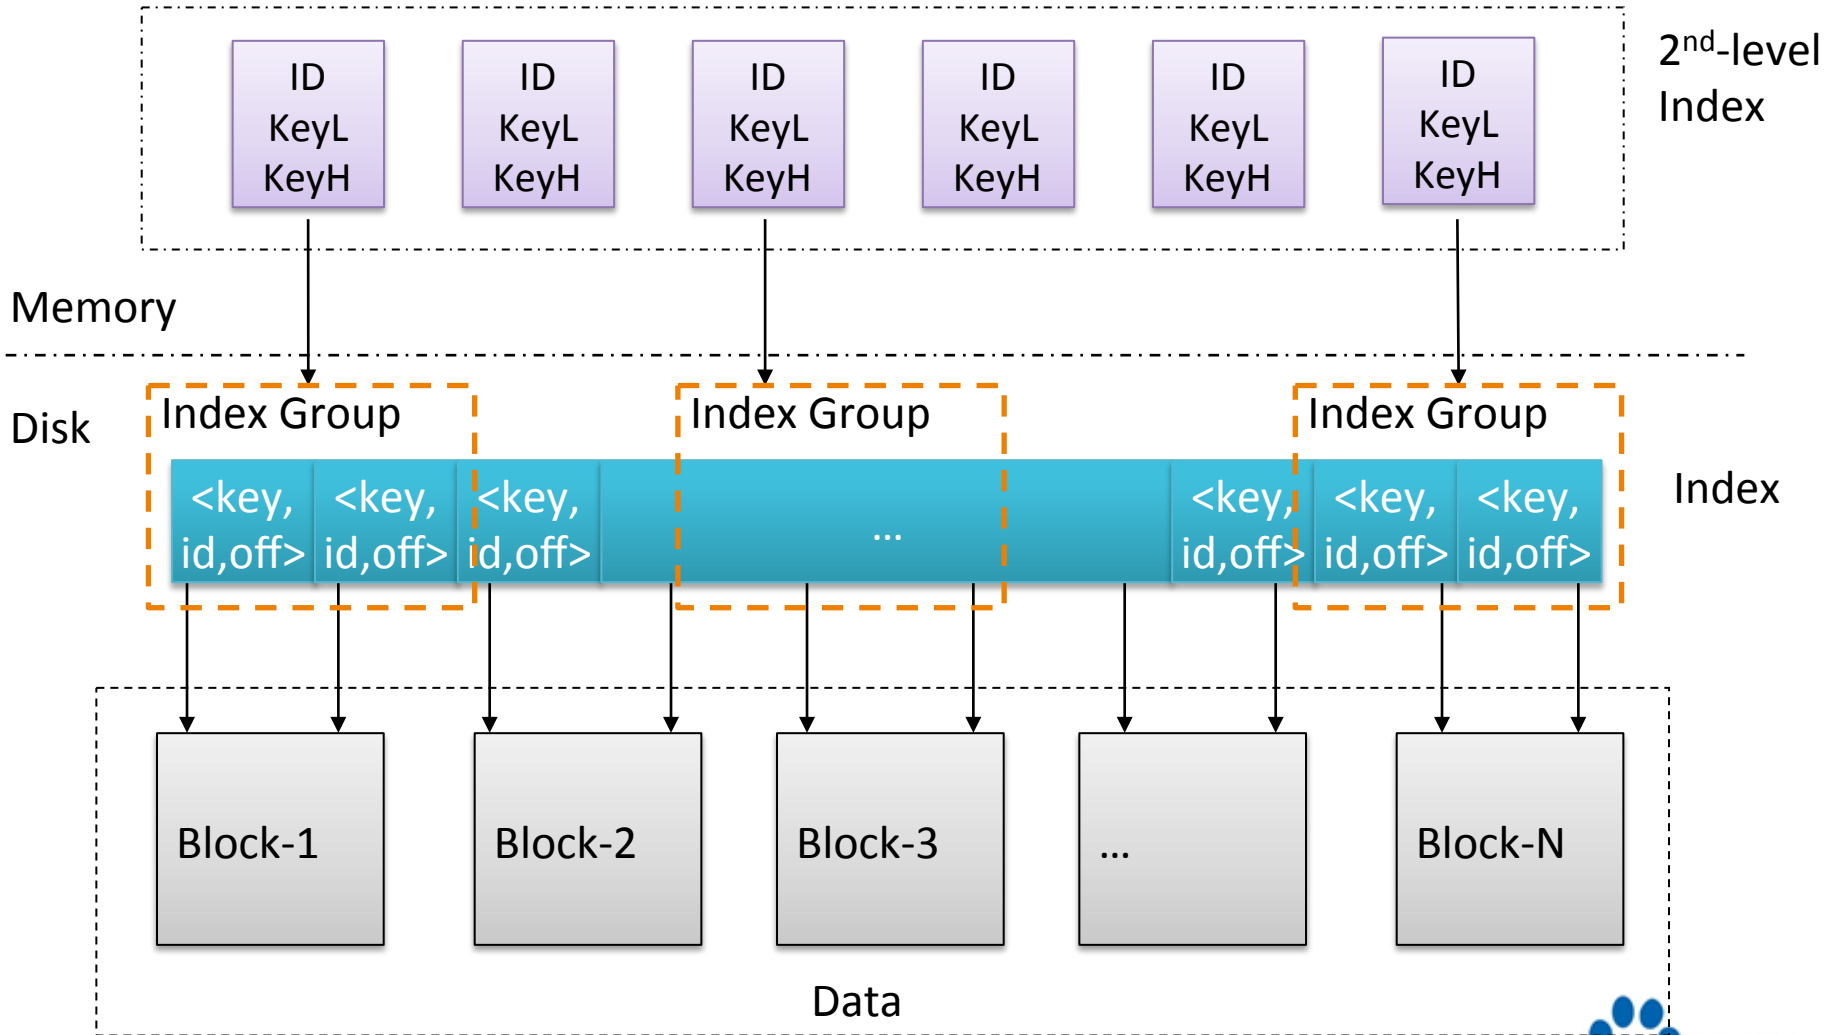 ID
KeyL
KeyH
ID
KeyL
KeyH
ID
KeyL
KeyH
ID
KeyL
KeyH
ID
KeyL
KeyH
ID
KeyL
KeyH
2nd-level
Index
Memory
Disk
Index Group
Index Group
Index Group
<key,
id,off>
<key,
id,off>
<key,
id,off>
...
<key,
id,off>
<key,
id,off>
<key,
id,off>
Index
Block-1
Block-2
Block-3
...
Block-N
Data